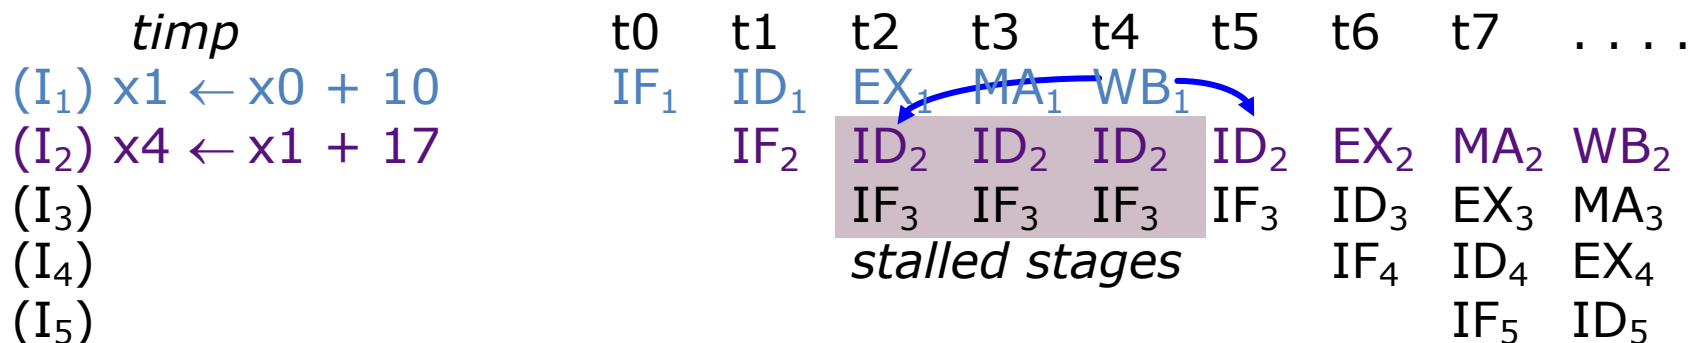 timp t0 t1 t2 t3 t4 t5 t6 t7 . . . .
(I₁) x1 ← x0 + 10 IF₁ ID₁ EX₁ MA₁ WB₁
(I₂) x4 ← x1 + 17 IF₂ ID₂ ID₂ ID₂ ID₂ EX₂ MA₂ WB₂
(I₃) IF₃ IF₃ IF₃ IF₃ ID₃ EX₃ MA₃
(I₄) stalled stages IF₄ ID₄ EX₄
(I₅) IF₅ ID₅